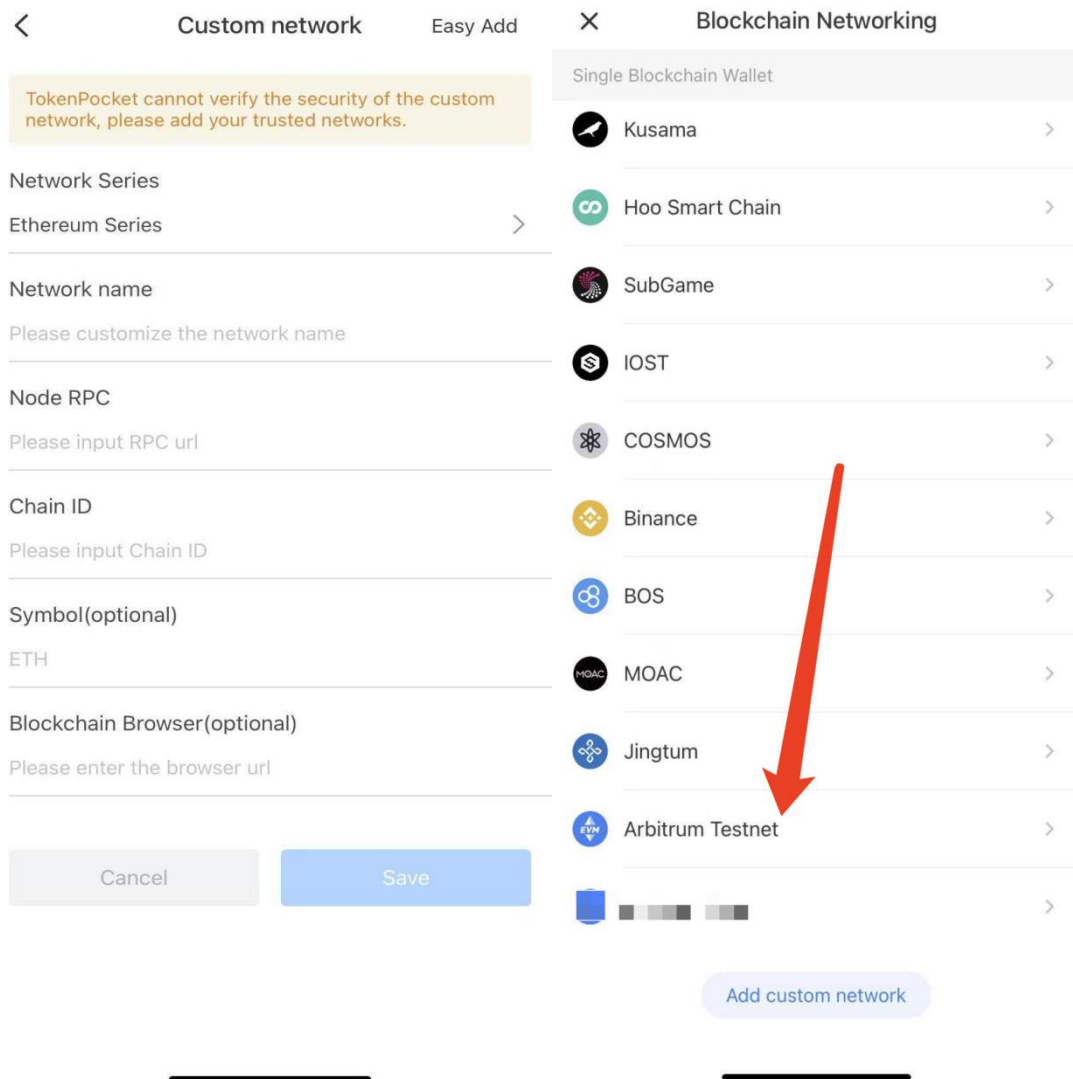 Custom network
Easy Add
TokenPocket cannot verify the security of the custom
network, please add your trusted networks.
Network Series
Ethereum Series
Network name
Please customize the network name
Node RPC
Please input RPC url
Chain ID
Please input Chain ID
Symbol(optional)
ETH
Blockchain Browser(optional)
Please enter the browser url
Cancel
Save
Blockchain Networking
Single Blockchain Wallet
Kusama
Hoo Smart Chain
SubGame
IOST
COSMOS
Binance
BOS
MOAC
MOAC
Jingtum
EVM
Arbitrum Testnet
Add custom network